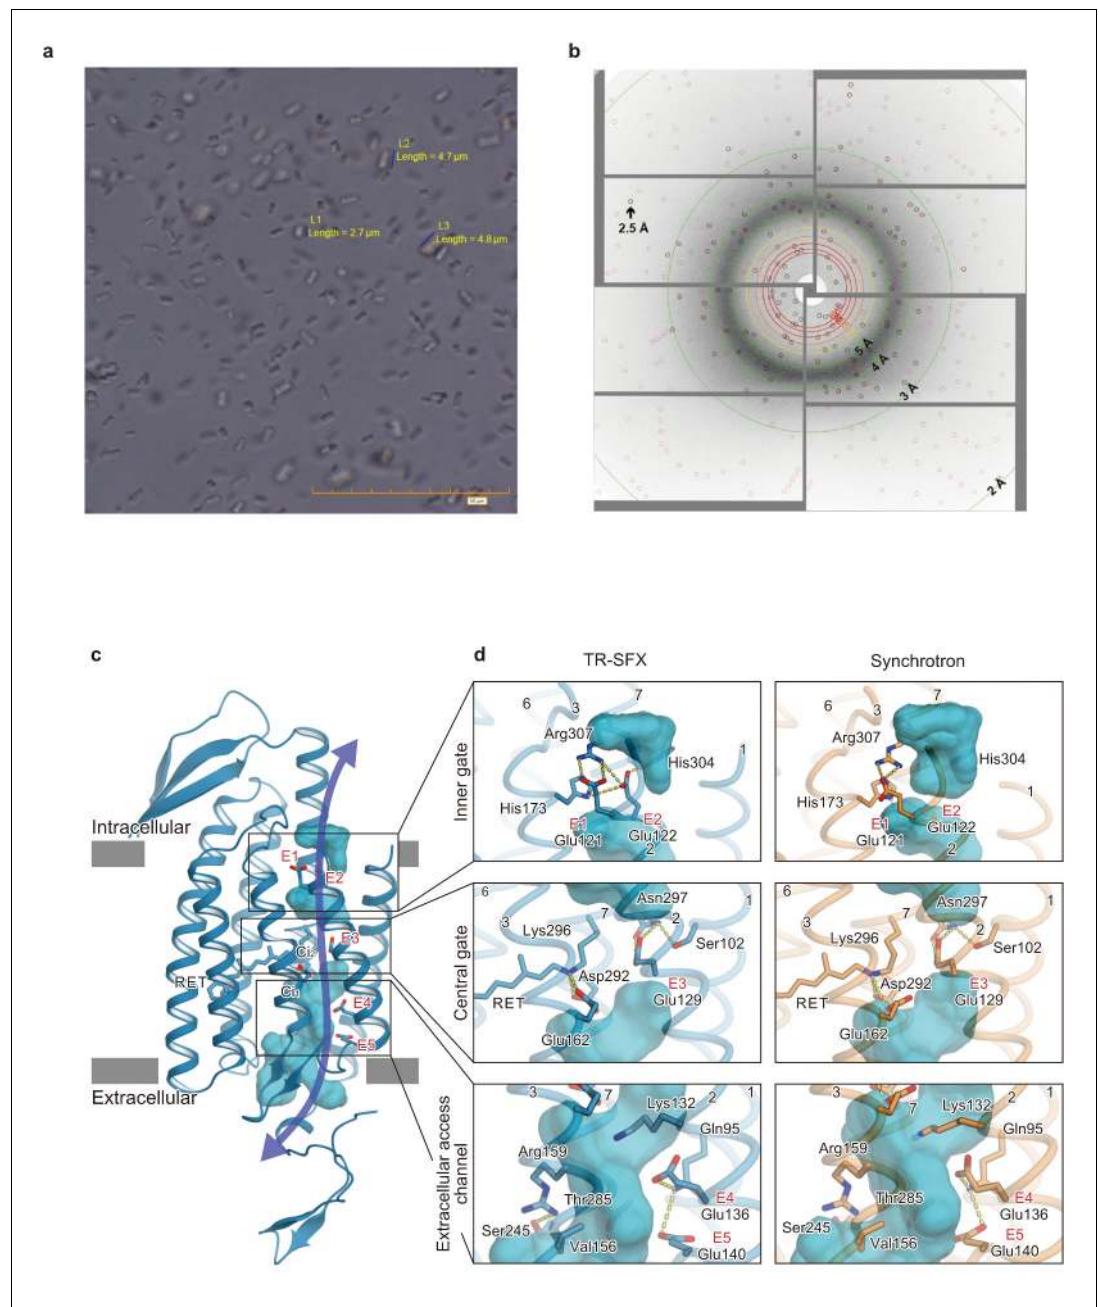 a
b
L2
Length = 4.7 µm
L1
Length = 2.7 µm
L3
Length = 4.8 µm
2.5 Å
5 Å
4 Å
3 Å
2 Å
c
d
TR-SFX
Synchrotron
Intracellular
Extracellular
E1
E2
E3
E4
E5
RET
Inner gate
6
3
7
1
2
Arg307
His304
His173
E1
E2
Glu121
Glu122
6
3
7
1
2
Arg307
His304
His173
E1
E2
Glu121
Glu122
Central gate
6
3
7
2
1
Asn297
Lys296
Ser102
Asp292
RET
E3
Glu129
Glu162
6
3
7
2
1
Asn297
Lys296
Ser102
Asp292
RET
E3
Glu129
Glu162
Extracellular access
channel
3
7
2
1
Lys132
Gln95
Arg159
Thr285
E4
Glu136
Ser245
Val156
E5
Glu140
3
7
2
1
Lys132
Gln95
Arg159
Thr285
E4
Glu136
Ser245
Val156
E5
Glu140